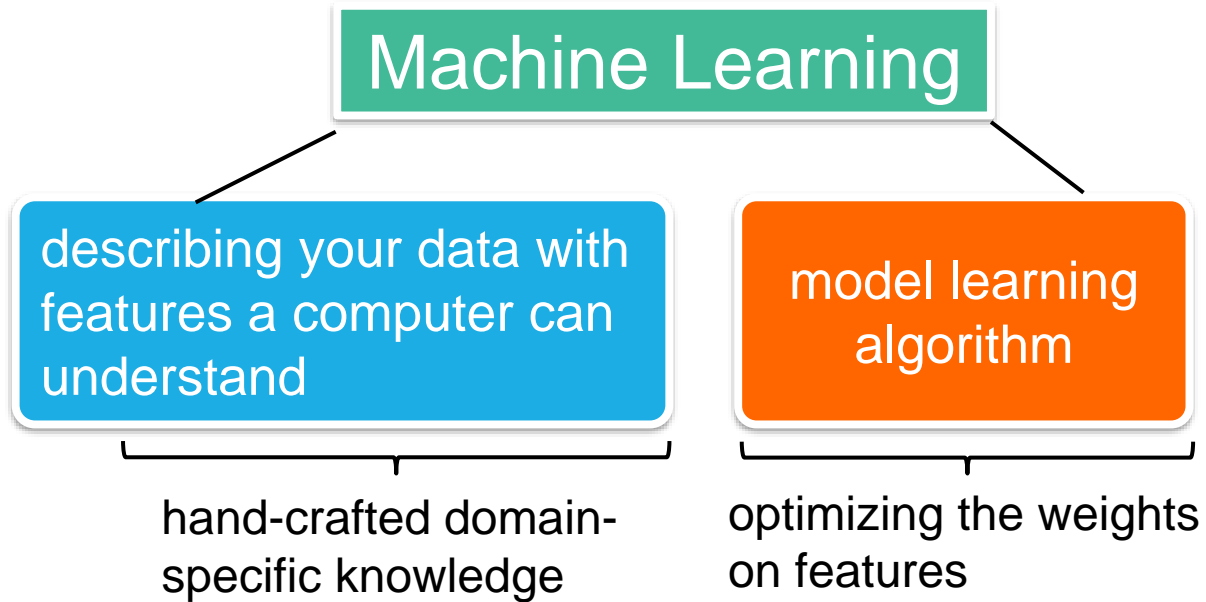 Machine Learning
describing your data with
features a computer can
understand
model learning
algorithm
hand-crafted domain-
specific knowledge
optimizing the weights
on features